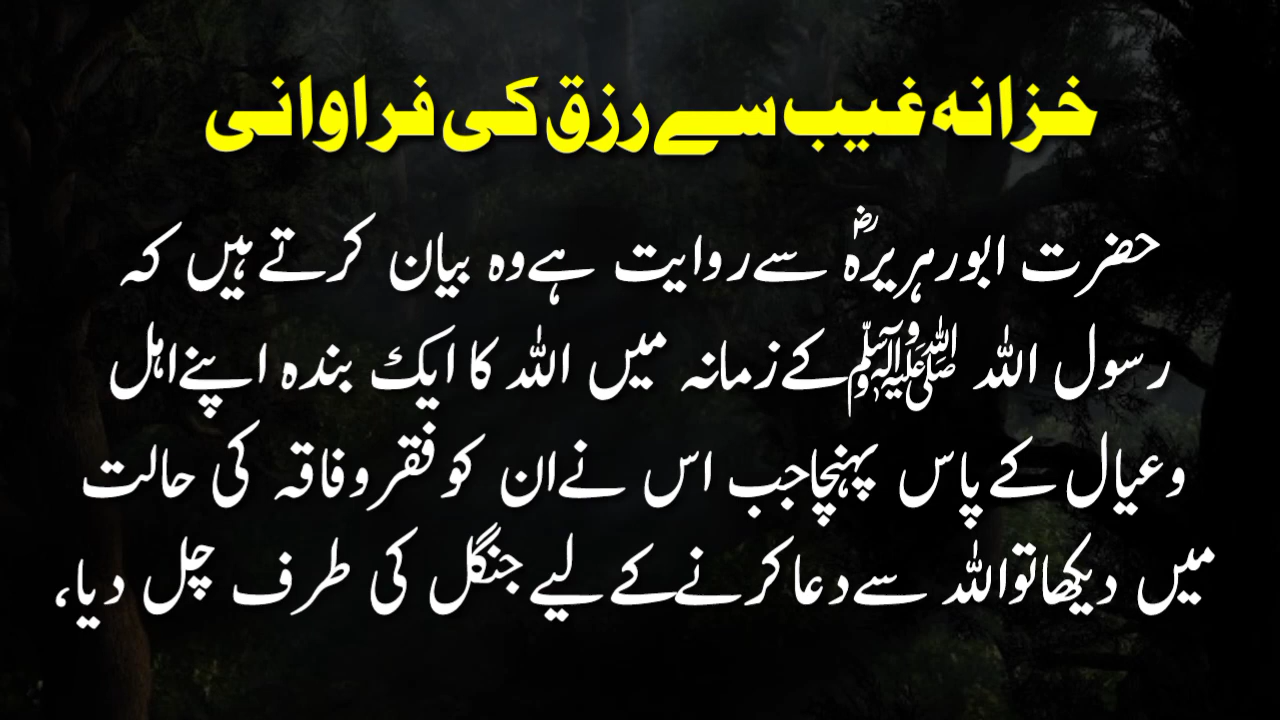 خزانہ غیب سے رزق کی فراوانی
حضرت ابورہریرہؓ سے روایت ہے وہ بیان کرتے ہیں کہ
رسول اللہ ﷺ کے زمانہ میں اللہ کا ایک بندہ اپنے اہل
وعیال کے پاس پہنچا جب اس نے ان کو فقر و فاقہ کی حالت
میں دیکھا تو اللہ سے دعا کرنے کے لیے جنگل کی طرف چل دیا،